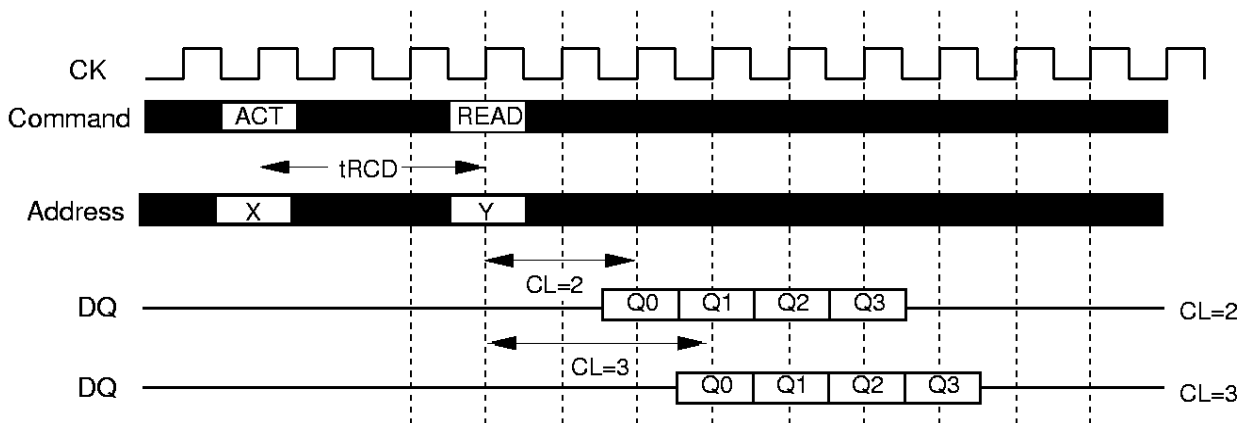 CK
Command ACT READ
tRCD
Address X Y
CL=2
DQ Q0 Q1 Q2 Q3 CL=2
CL=3
DQ Q0 Q1 Q2 Q3 CL=3